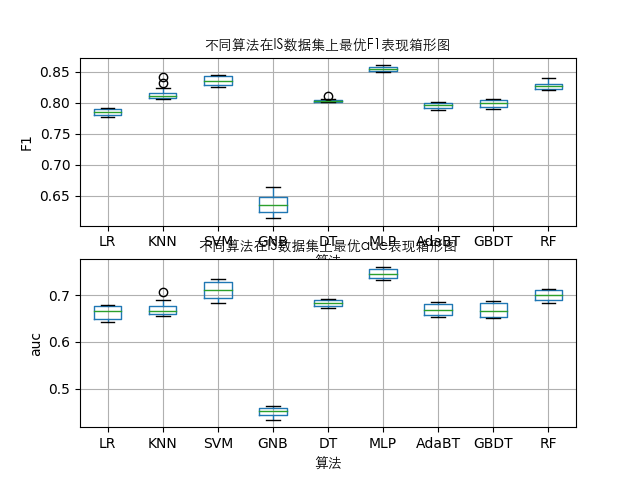 不同算法在IS数据集上最优F1表现箱形图
0.85
0.80
0.75
0.70
0.65
F1
LR KNN SVM GNB DT MLP AdaBT GBDT RF
算法
不同算法在IS数据集上最优auc表现箱形图
0.7
0.6
0.5
auc
LR KNN SVM GNB DT MLP AdaBT GBDT RF
算法